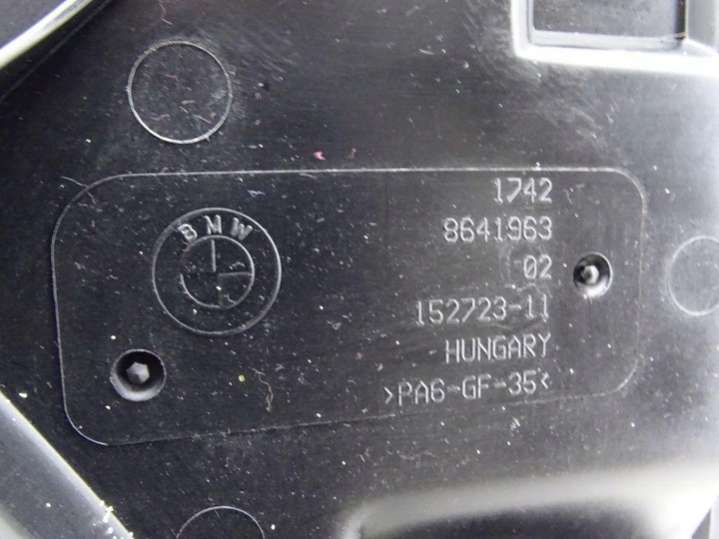 BMW
1742
8641963
02
152723-11
HUNGARY
>PA6-GF-35<